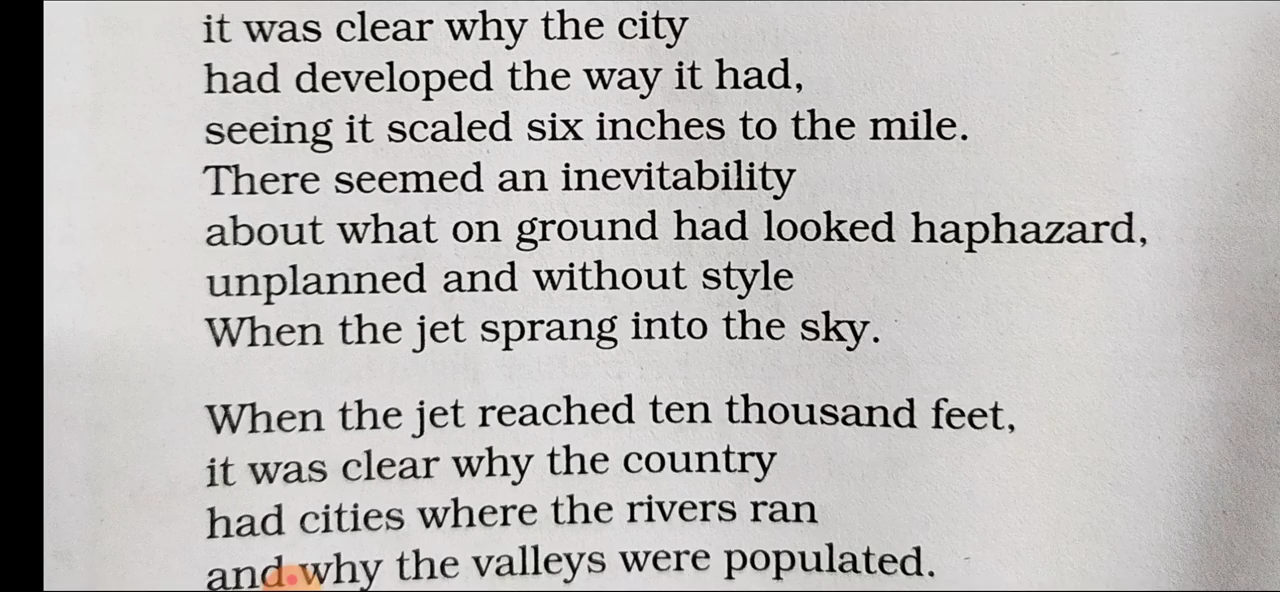 it was clear why the city
had developed the way it had,
seeing it scaled six inches to the mile.
There seemed an inevitability
about what on ground had looked haphazard,
unplanned and without style
When the jet sprang into the sky.
When the jet reached ten thousand feet,
it was clear why the country
had cities where the rivers ran
and why the valleys were populated.